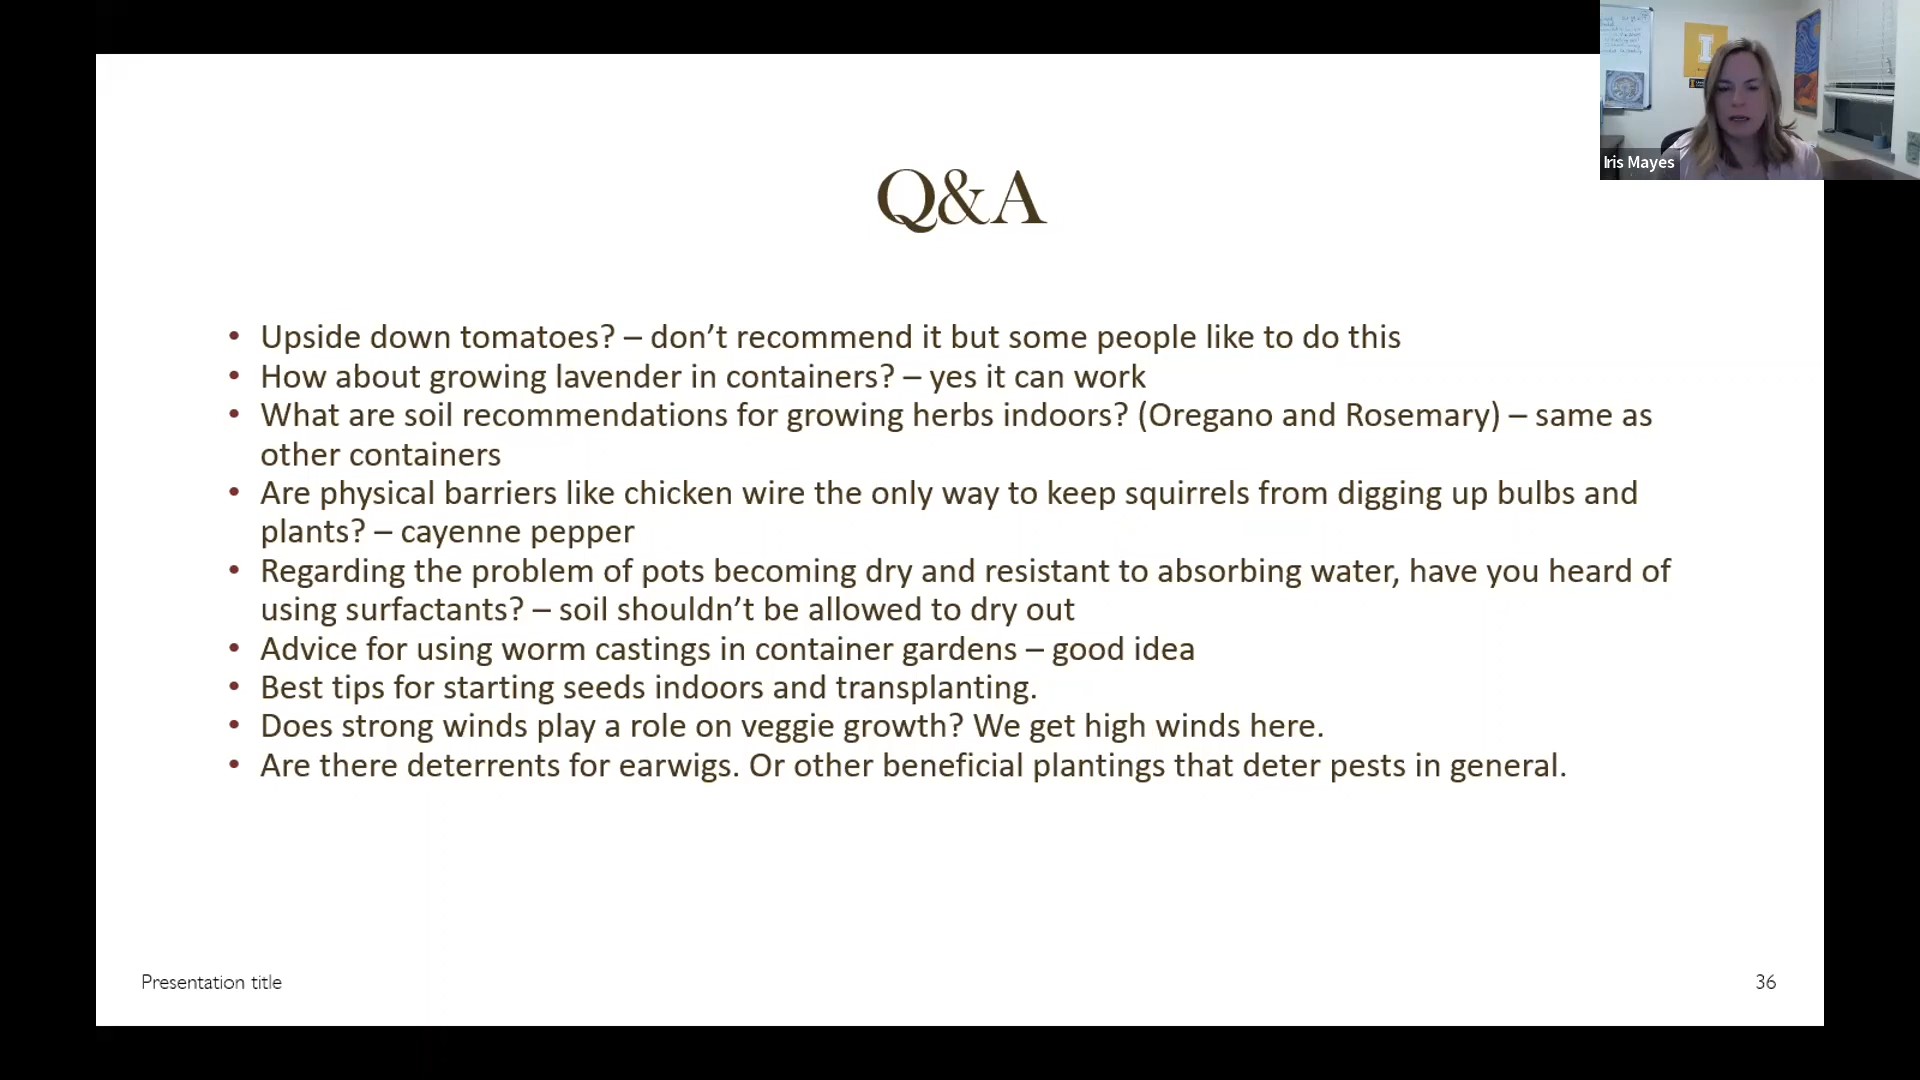 Q&A
• Upside down tomatoes? – don’t recommend it but some people like to do this
• How about growing lavender in containers? – yes it can work
• What are soil recommendations for growing herbs indoors? (Oregano and Rosemary) – same as
other containers
• Are physical barriers like chicken wire the only way to keep squirrels from digging up bulbs and
plants? – cayenne pepper
• Regarding the problem of pots becoming dry and resistant to absorbing water, have you heard of
using surfactants? – soil shouldn’t be allowed to dry out
• Advice for using worm castings in container gardens – good idea
• Best tips for starting seeds indoors and transplanting.
• Does strong winds play a role on veggie growth? We get high winds here.
• Are there deterrents for earwigs. Or other beneficial plantings that deter pests in general.
Presentation title
36
I
Iris Mayes